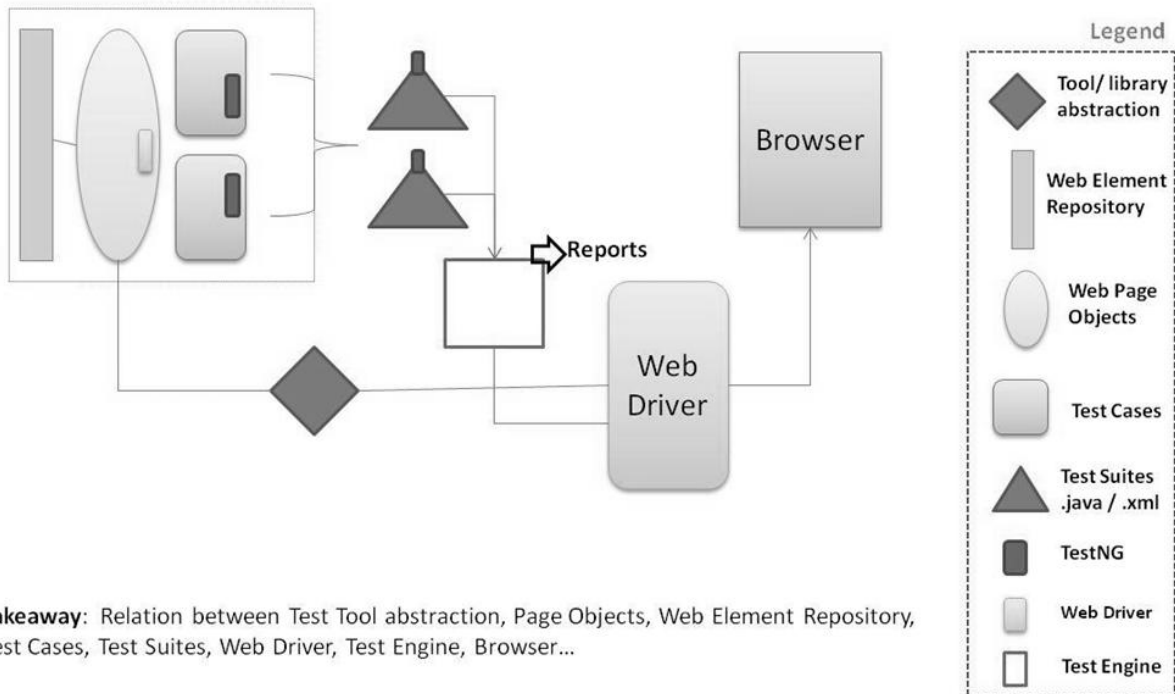 Legend
Tool/ library
abstraction
Browser
Web Element
Repository
Reports
Web Page
Objects
Web
Driver
Test Cases
Test Suites
.java / .xml
TestNG
Web Driver
Test Engine
akeaway: Relation between Test Tool abstraction, Page Objects, Web Element Repository,
est Cases, Test Suites, Web Driver, Test Engine, Browser...